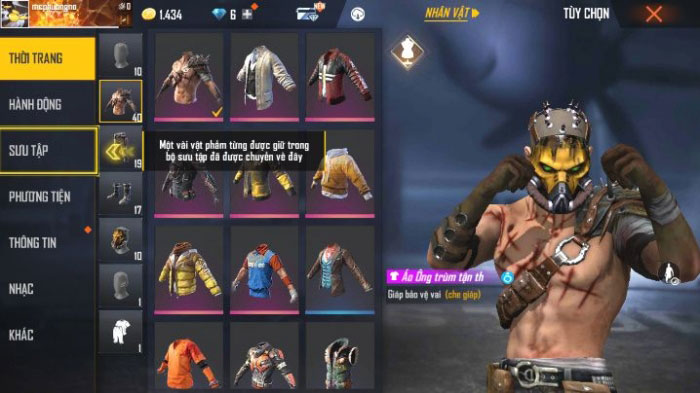 mcphuongno
1.434
6
NEW
NHÂN VẬT
TÙY CHỌN
THỜI TRANG
10
HÀNH ĐỘNG
40
SƯU TẬP
19
Một vài vật phẩm từng được giữ trong
bộ sưu tập đã được chuyển về đây
PHƯƠNG TIỆN
17
THÔNG TIN
10
Áo Ông trùm tận th
Giáp bảo vệ vai (che giáp)
NHẠC
1
KHÁC
1